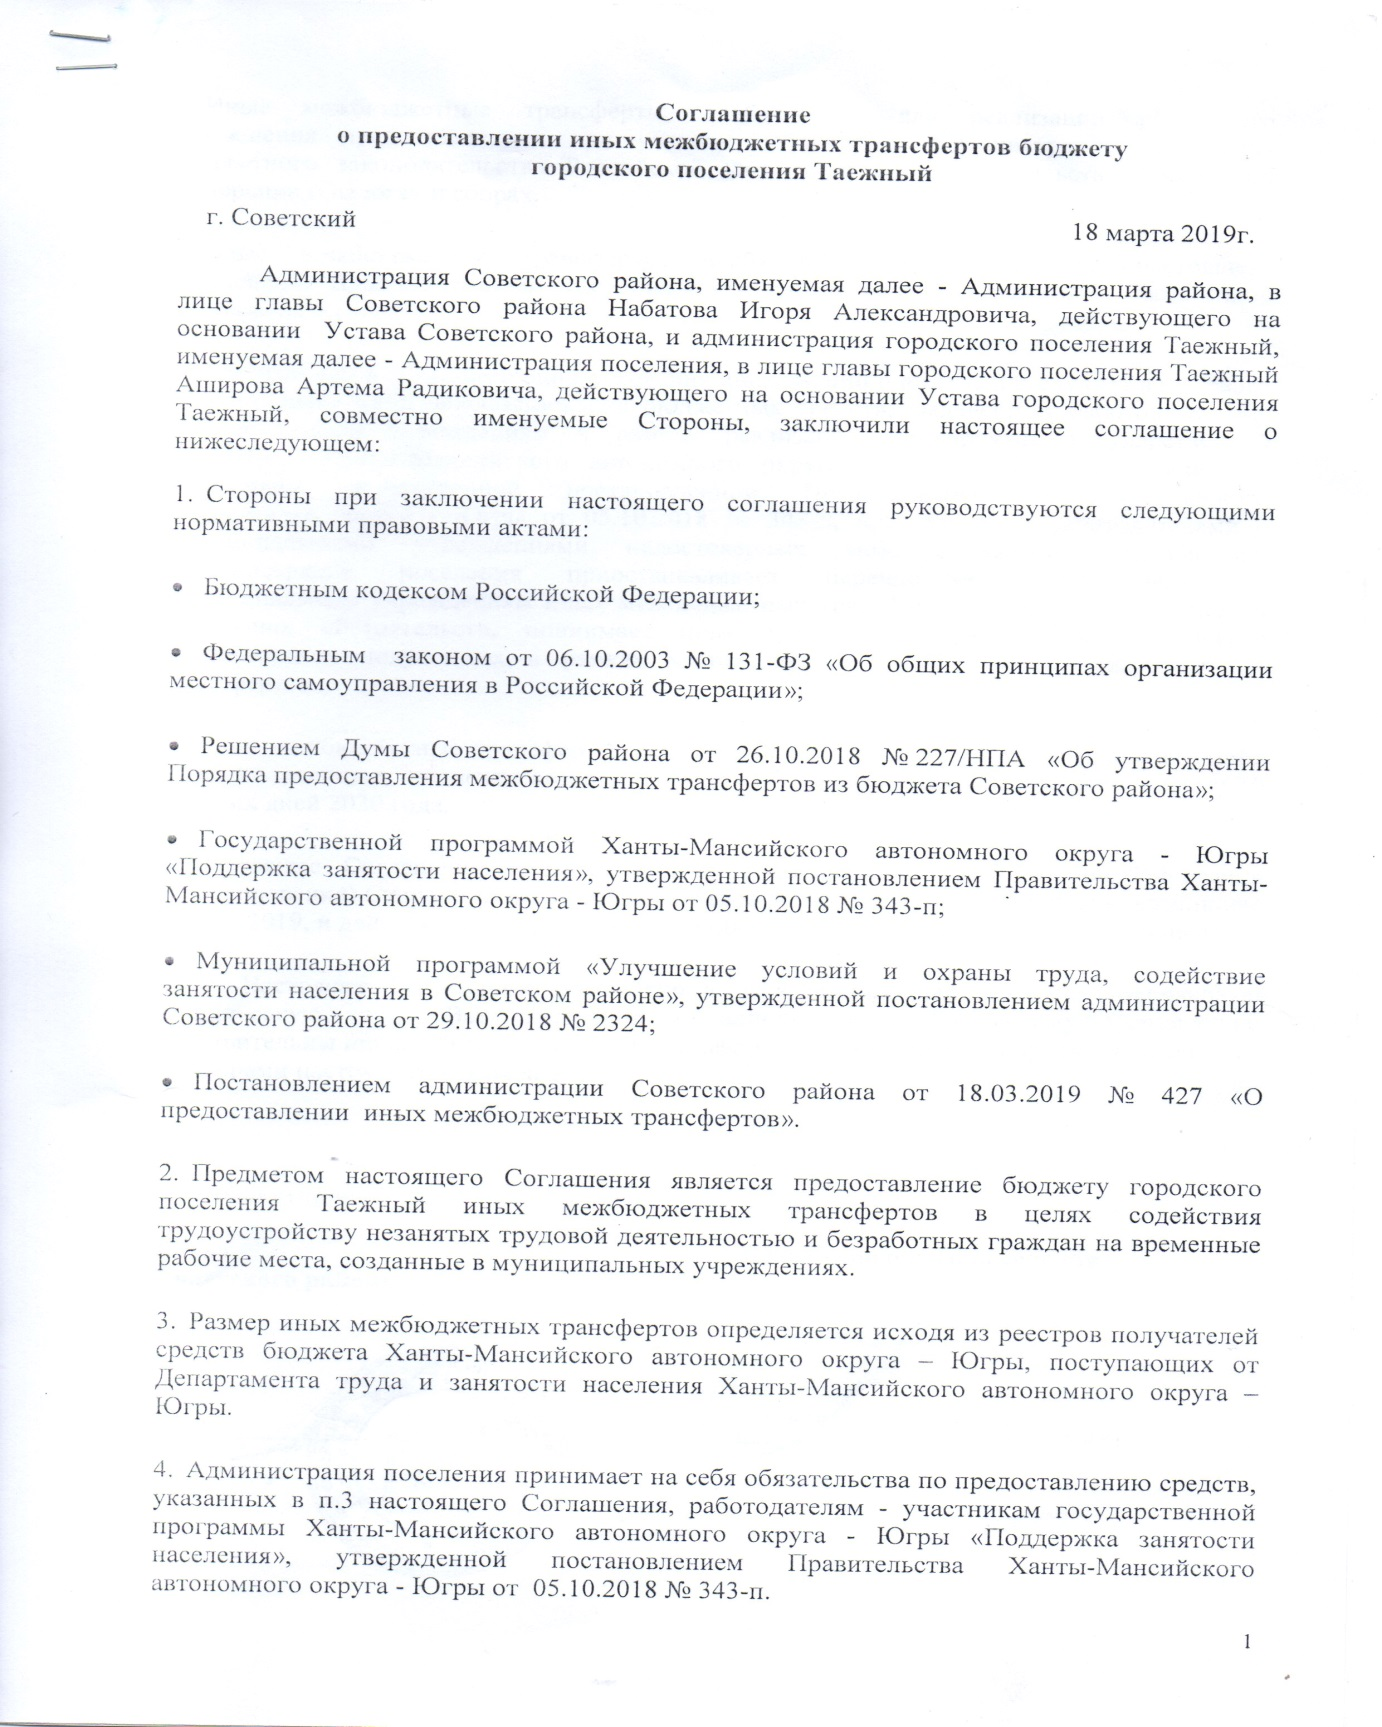 Соглашение
о предоставлении иных межбюджетных трансфертов бюджету
городского поселения Таежный
г. Советский
18 марта 2019г.
Администрация Советского района, именуемая далее - Администрация района, в
лице главы Советского района Набатова Игоря Александровича, действующего на
основании Устава Советского района, и администрация городского поселения Таежный,
именуемая далее - Администрация поселения, в лице главы городского поселения Таежный
Аширова Артема Радиковича, действующего на основании Устава городского поселения
Таежный, совместно именуемые Стороны, заключили настоящее соглашение о
нижеследующем:
1. Стороны при заключении настоящего соглашения руководствуются следующими
нормативными правовыми актами:
• Бюджетным кодексом Российской Федерации;
• Федеральным законом от 06.10.2003 № 131-ФЗ «Об общих принципах организации
местного самоуправления в Российской Федерации»;
• Решением Думы Советского района от 26.10.2018 № 227/НПА «Об утверждении
Порядка предоставления межбюджетных трансфертов из бюджета Советского района»;
• Государственной программой Ханты-Мансийского автономного округа - Югры
«Поддержка занятости населения», утвержденной постановлением Правительства Ханты-
Мансийского автономного округа - Югры от 05.10.2018 № 343-п;
• Муниципальной программой «Улучшение условий и охраны труда, содействие
занятости населения в Советском районе», утвержденной постановлением администрации
Советского района от 29.10.2018 № 2324;
• Постановлением администрации Советского района от 18.03.2019 № 427 «О
предоставлении иных межбюджетных трансфертов».
2. Предметом настоящего Соглашения является предоставление бюджету городского
поселения Таежный иных межбюджетных трансфертов в целях содействия
трудоустройству незанятых трудовой деятельностью и безработных граждан на временные
рабочие места, созданные в муниципальных учреждениях.
3. Размер иных межбюджетных трансфертов определяется исходя из реестров получателей
средств бюджета Ханты-Мансийского автономного округа – Югры, поступающих от
Департамента труда и занятости населения Ханты-Мансийского автономного округа –
Югры.
4. Администрация поселения принимает на себя обязательства по предоставлению средств,
указанных в п.3 настоящего Соглашения, работодателям - участникам государственной
программы Ханты-Мансийского автономного округа - Югры «Поддержка занятости
населения», утвержденной постановлением Правительства Ханты-Мансийского
автономного округа - Югры от 05.10.2018 № 343-п.
1